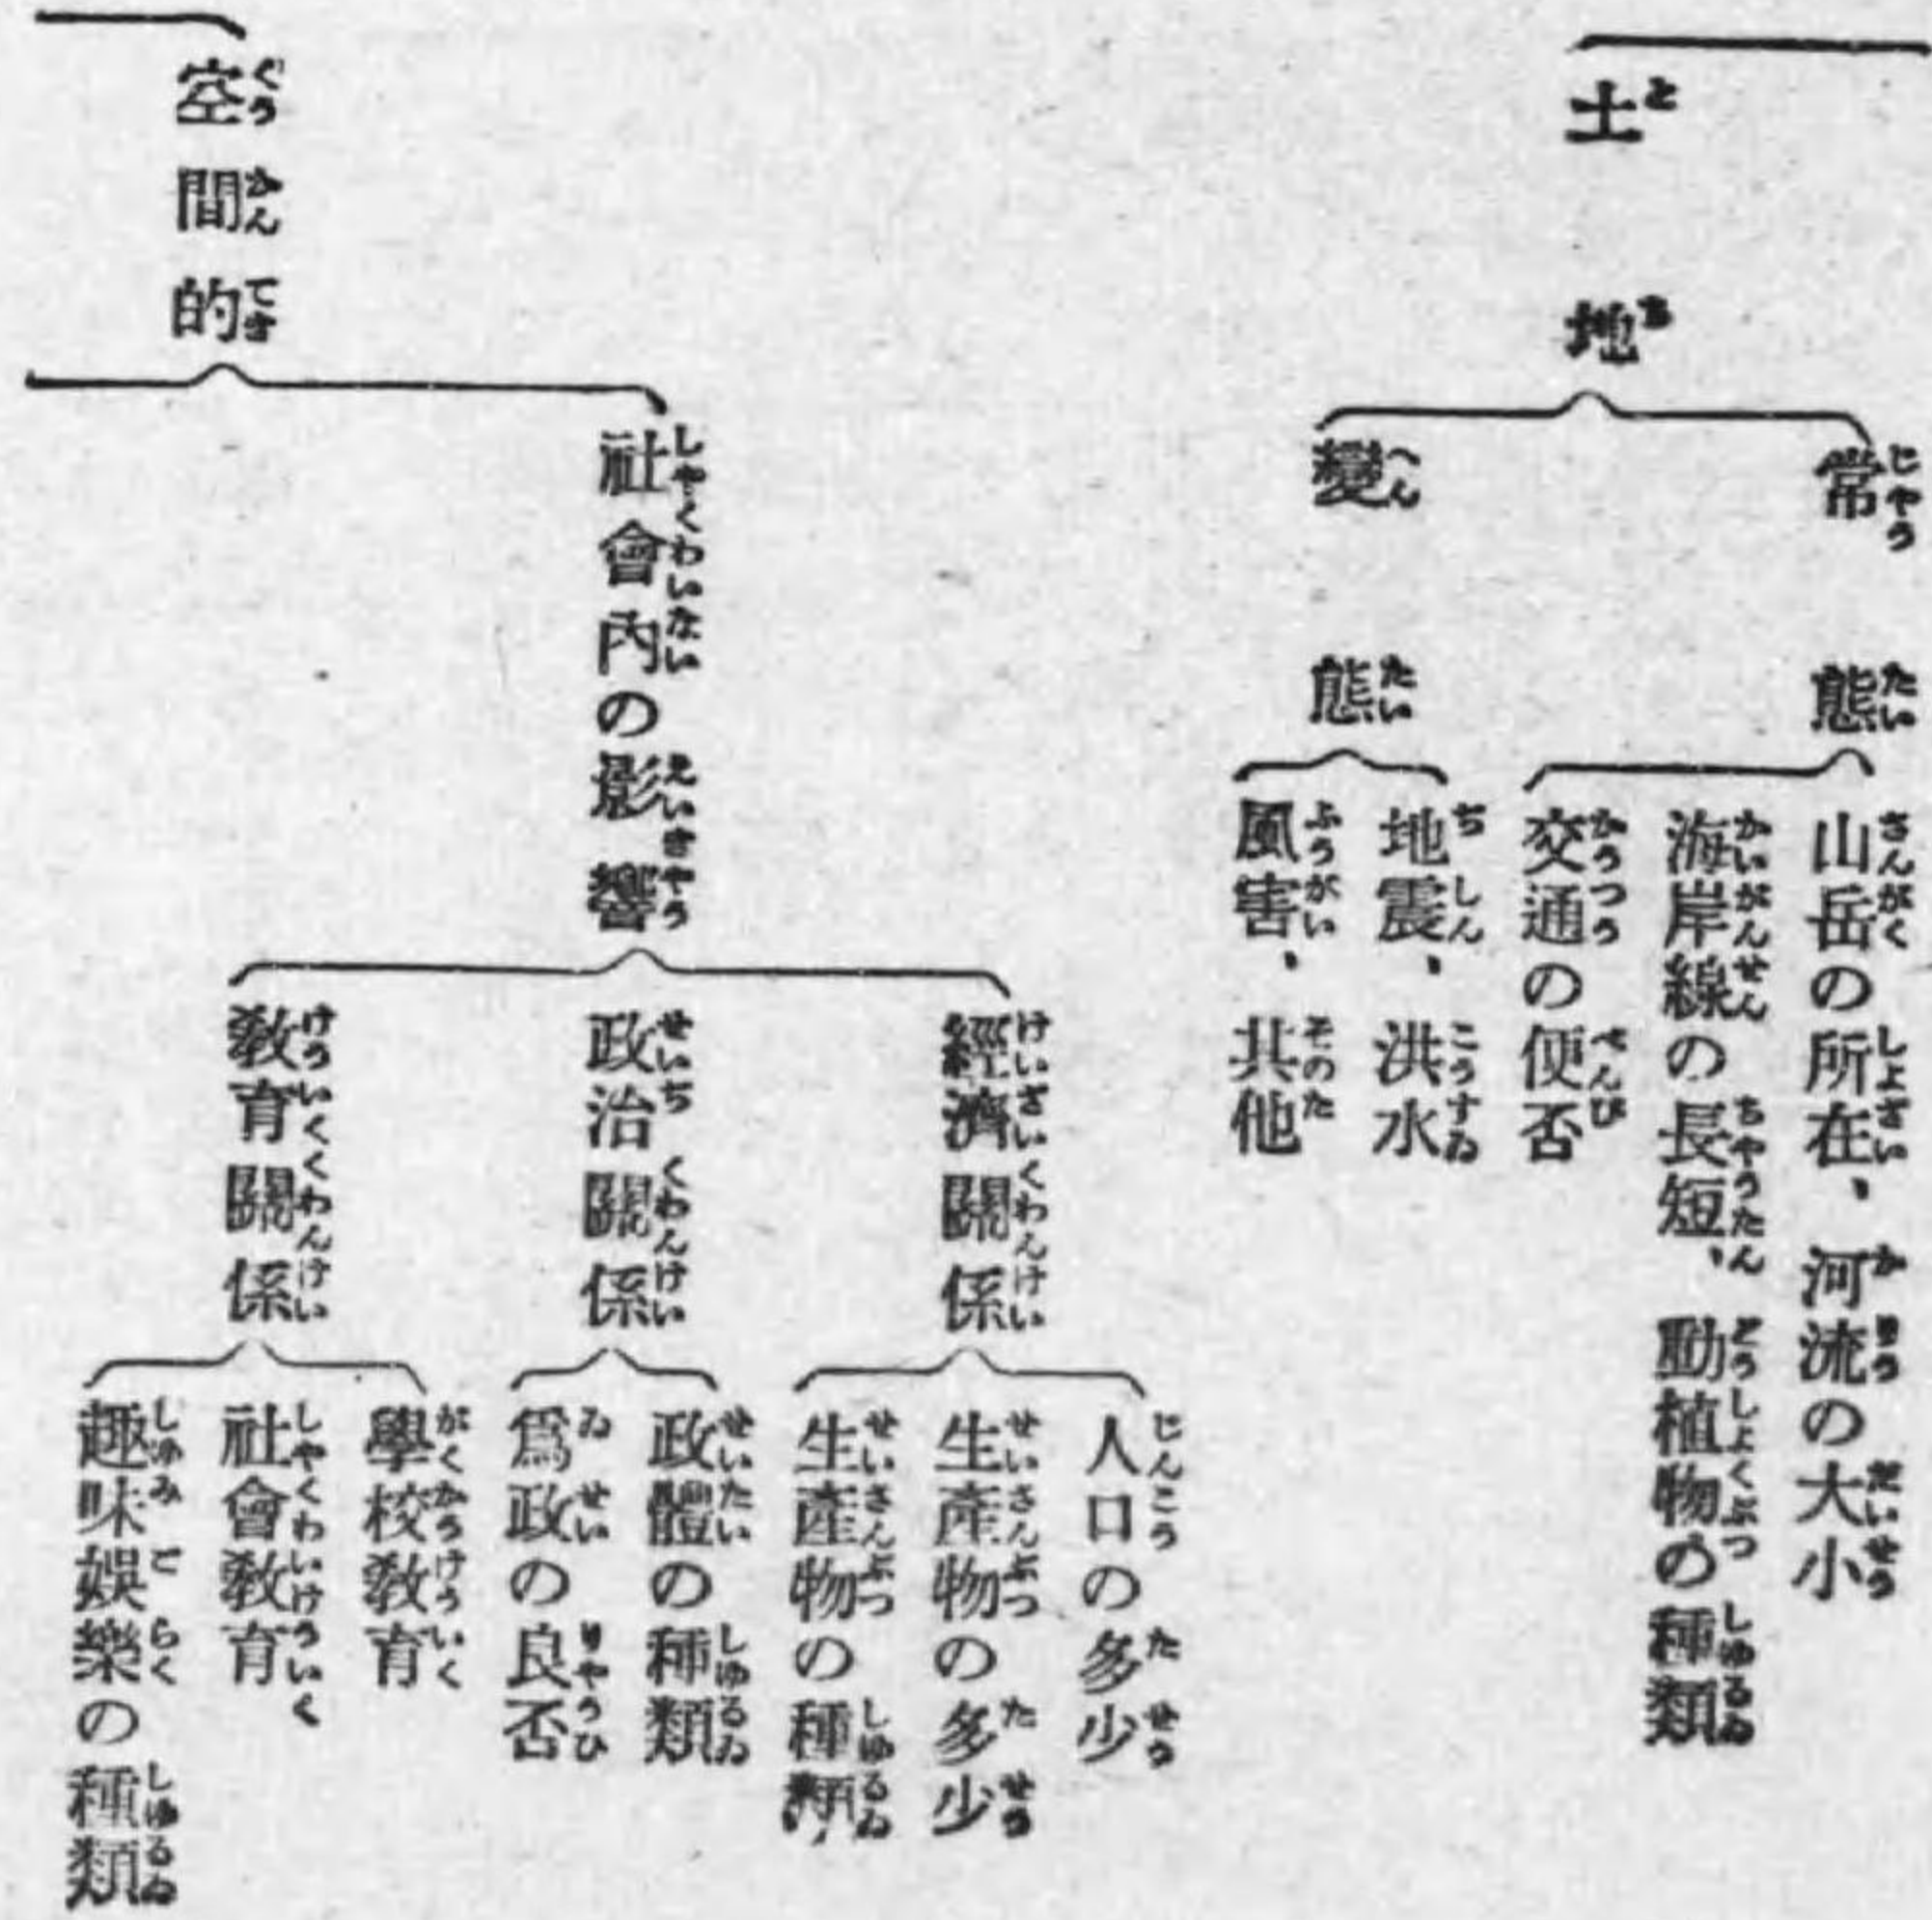 土地
常態
山岳の所在、河流の大小
海岸線の長短、動植物の種類
交通の便否
變態
地震、洪水
風害、其他
空間的
社會內の影響
經濟關係
人口の多少
生產物の多少
生產物の種類
政治關係
政體の種類
爲政の良否
敎育關係
學校敎育
社會敎育
趣味娛樂の種類